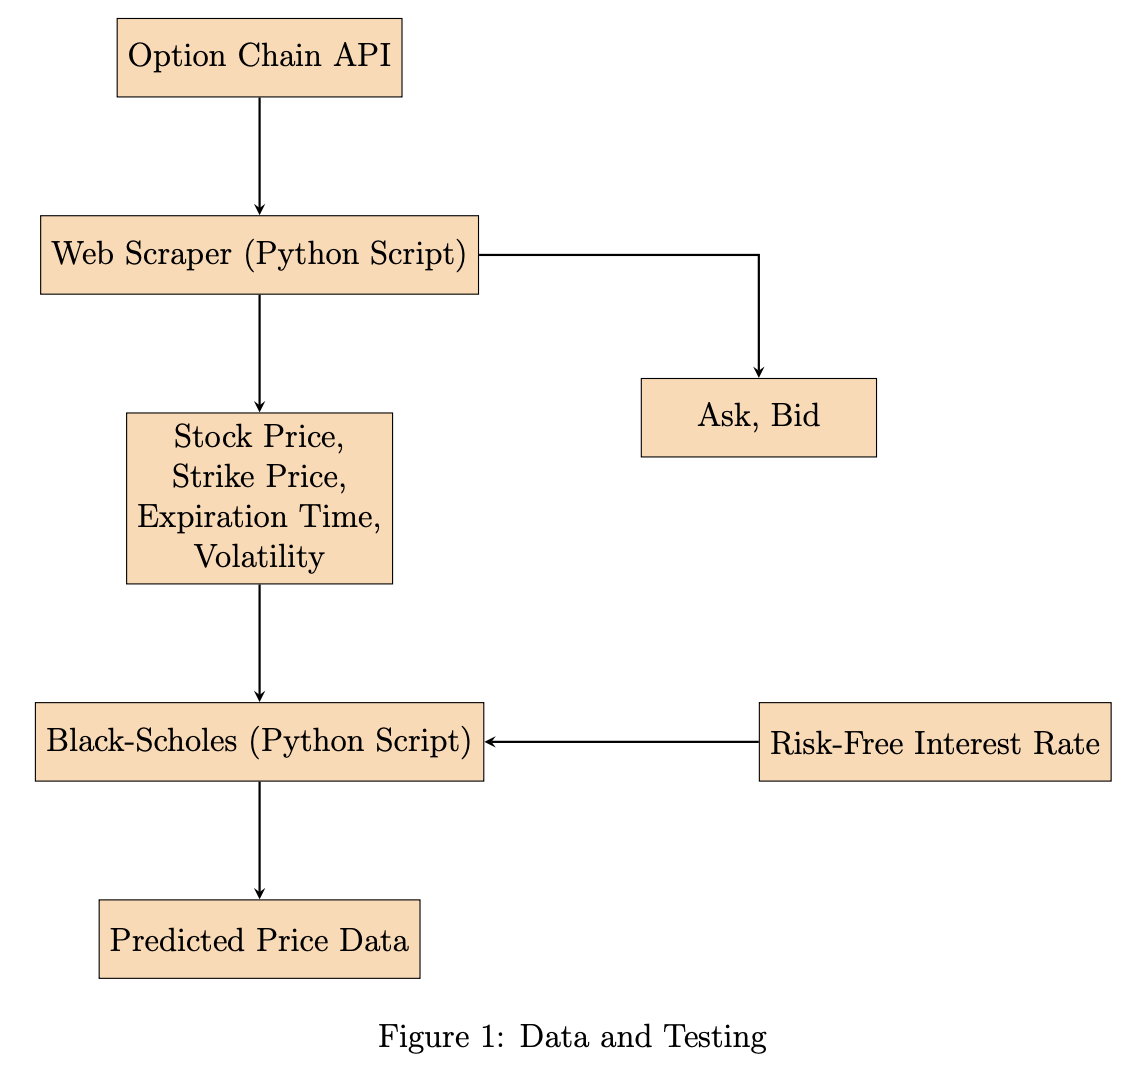 Option Chain API
Web Scraper (Python Script)
Ask, Bid
Stock Price,
Strike Price,
Expiration Time,
Volatility
Black-Scholes (Python Script)
Risk-Free Interest Rate
Predicted Price Data
Figure 1: Data and Testing